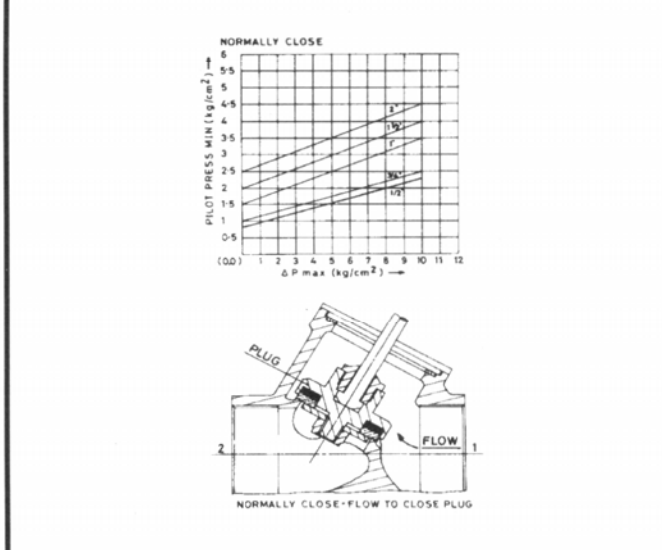 NORMALLY CLOSE
6
5·5
5
4·5
4
3·5
3
2·5
2
1·5
1
0·5
PILOT PRESS MIN (kg/cm²) →
2"
1 1/2"
1"
3/4"
1/2"
(0,0) 1 2 3 4 5 6 7 8 9 10 11 12
Δ P max (kg/cm²) →
PLUG
FLOW
2
1
NORMALLY CLOSE-FLOW TO CLOSE PLUG